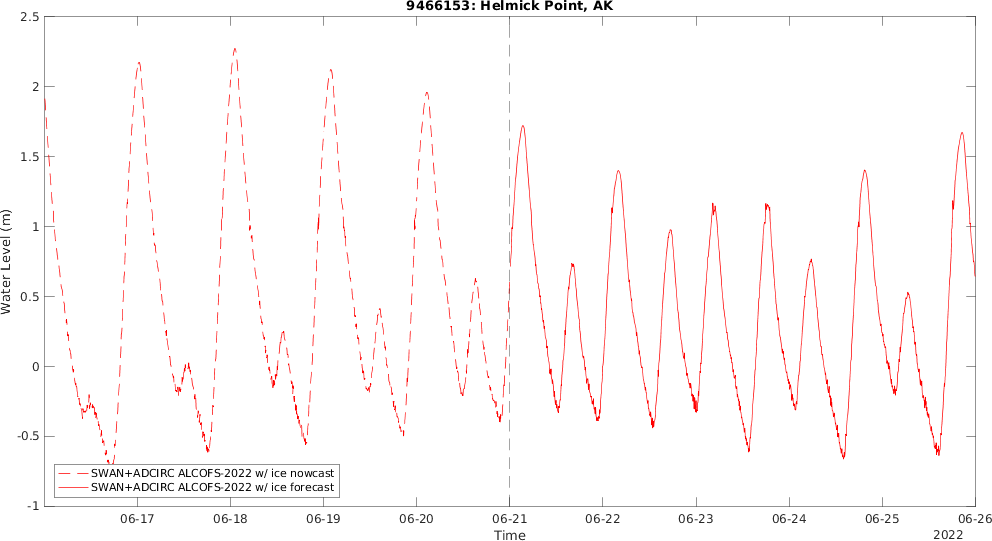 9466153: Helmick Point, AK
Water Level (m)
2.5
2
1.5
1
0.5
0
-0.5
-1
SWAN+ADCIRC ALCOFS-2022 w/ ice nowcast
SWAN+ADCIRC ALCOFS-2022 w/ ice forecast
06-17 06-18 06-19 06-20 06-21 06-22 06-23 06-24 06-25 06-26
Time
2022